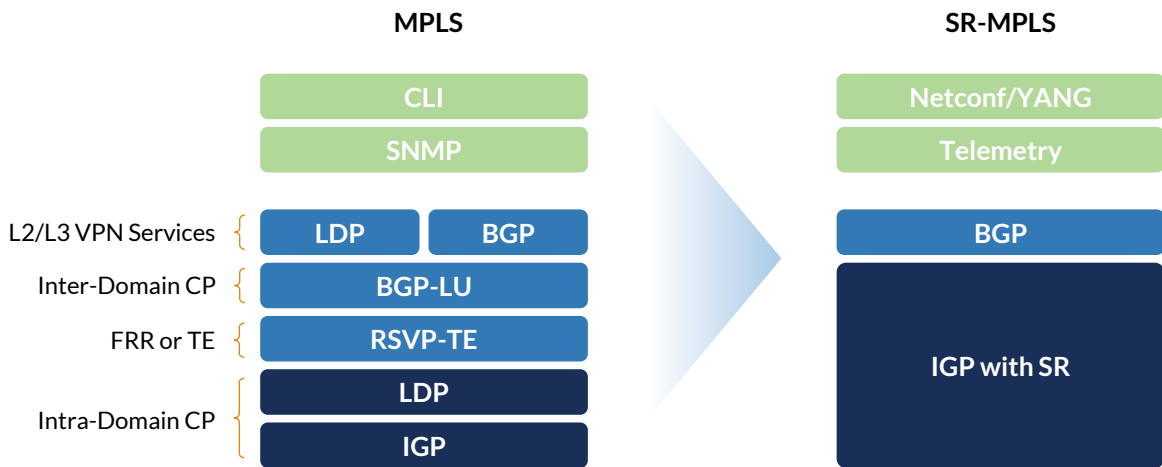 MPLS
SR-MPLS
CLI
Netconf/YANG
SNMP
Telemetry
L2/L3 VPN Services
LDP
BGP
BGP
Inter-Domain CP
BGP-LU
FRR or TE
RSVP-TE
IGP with SR
Intra-Domain CP
LDP
IGP